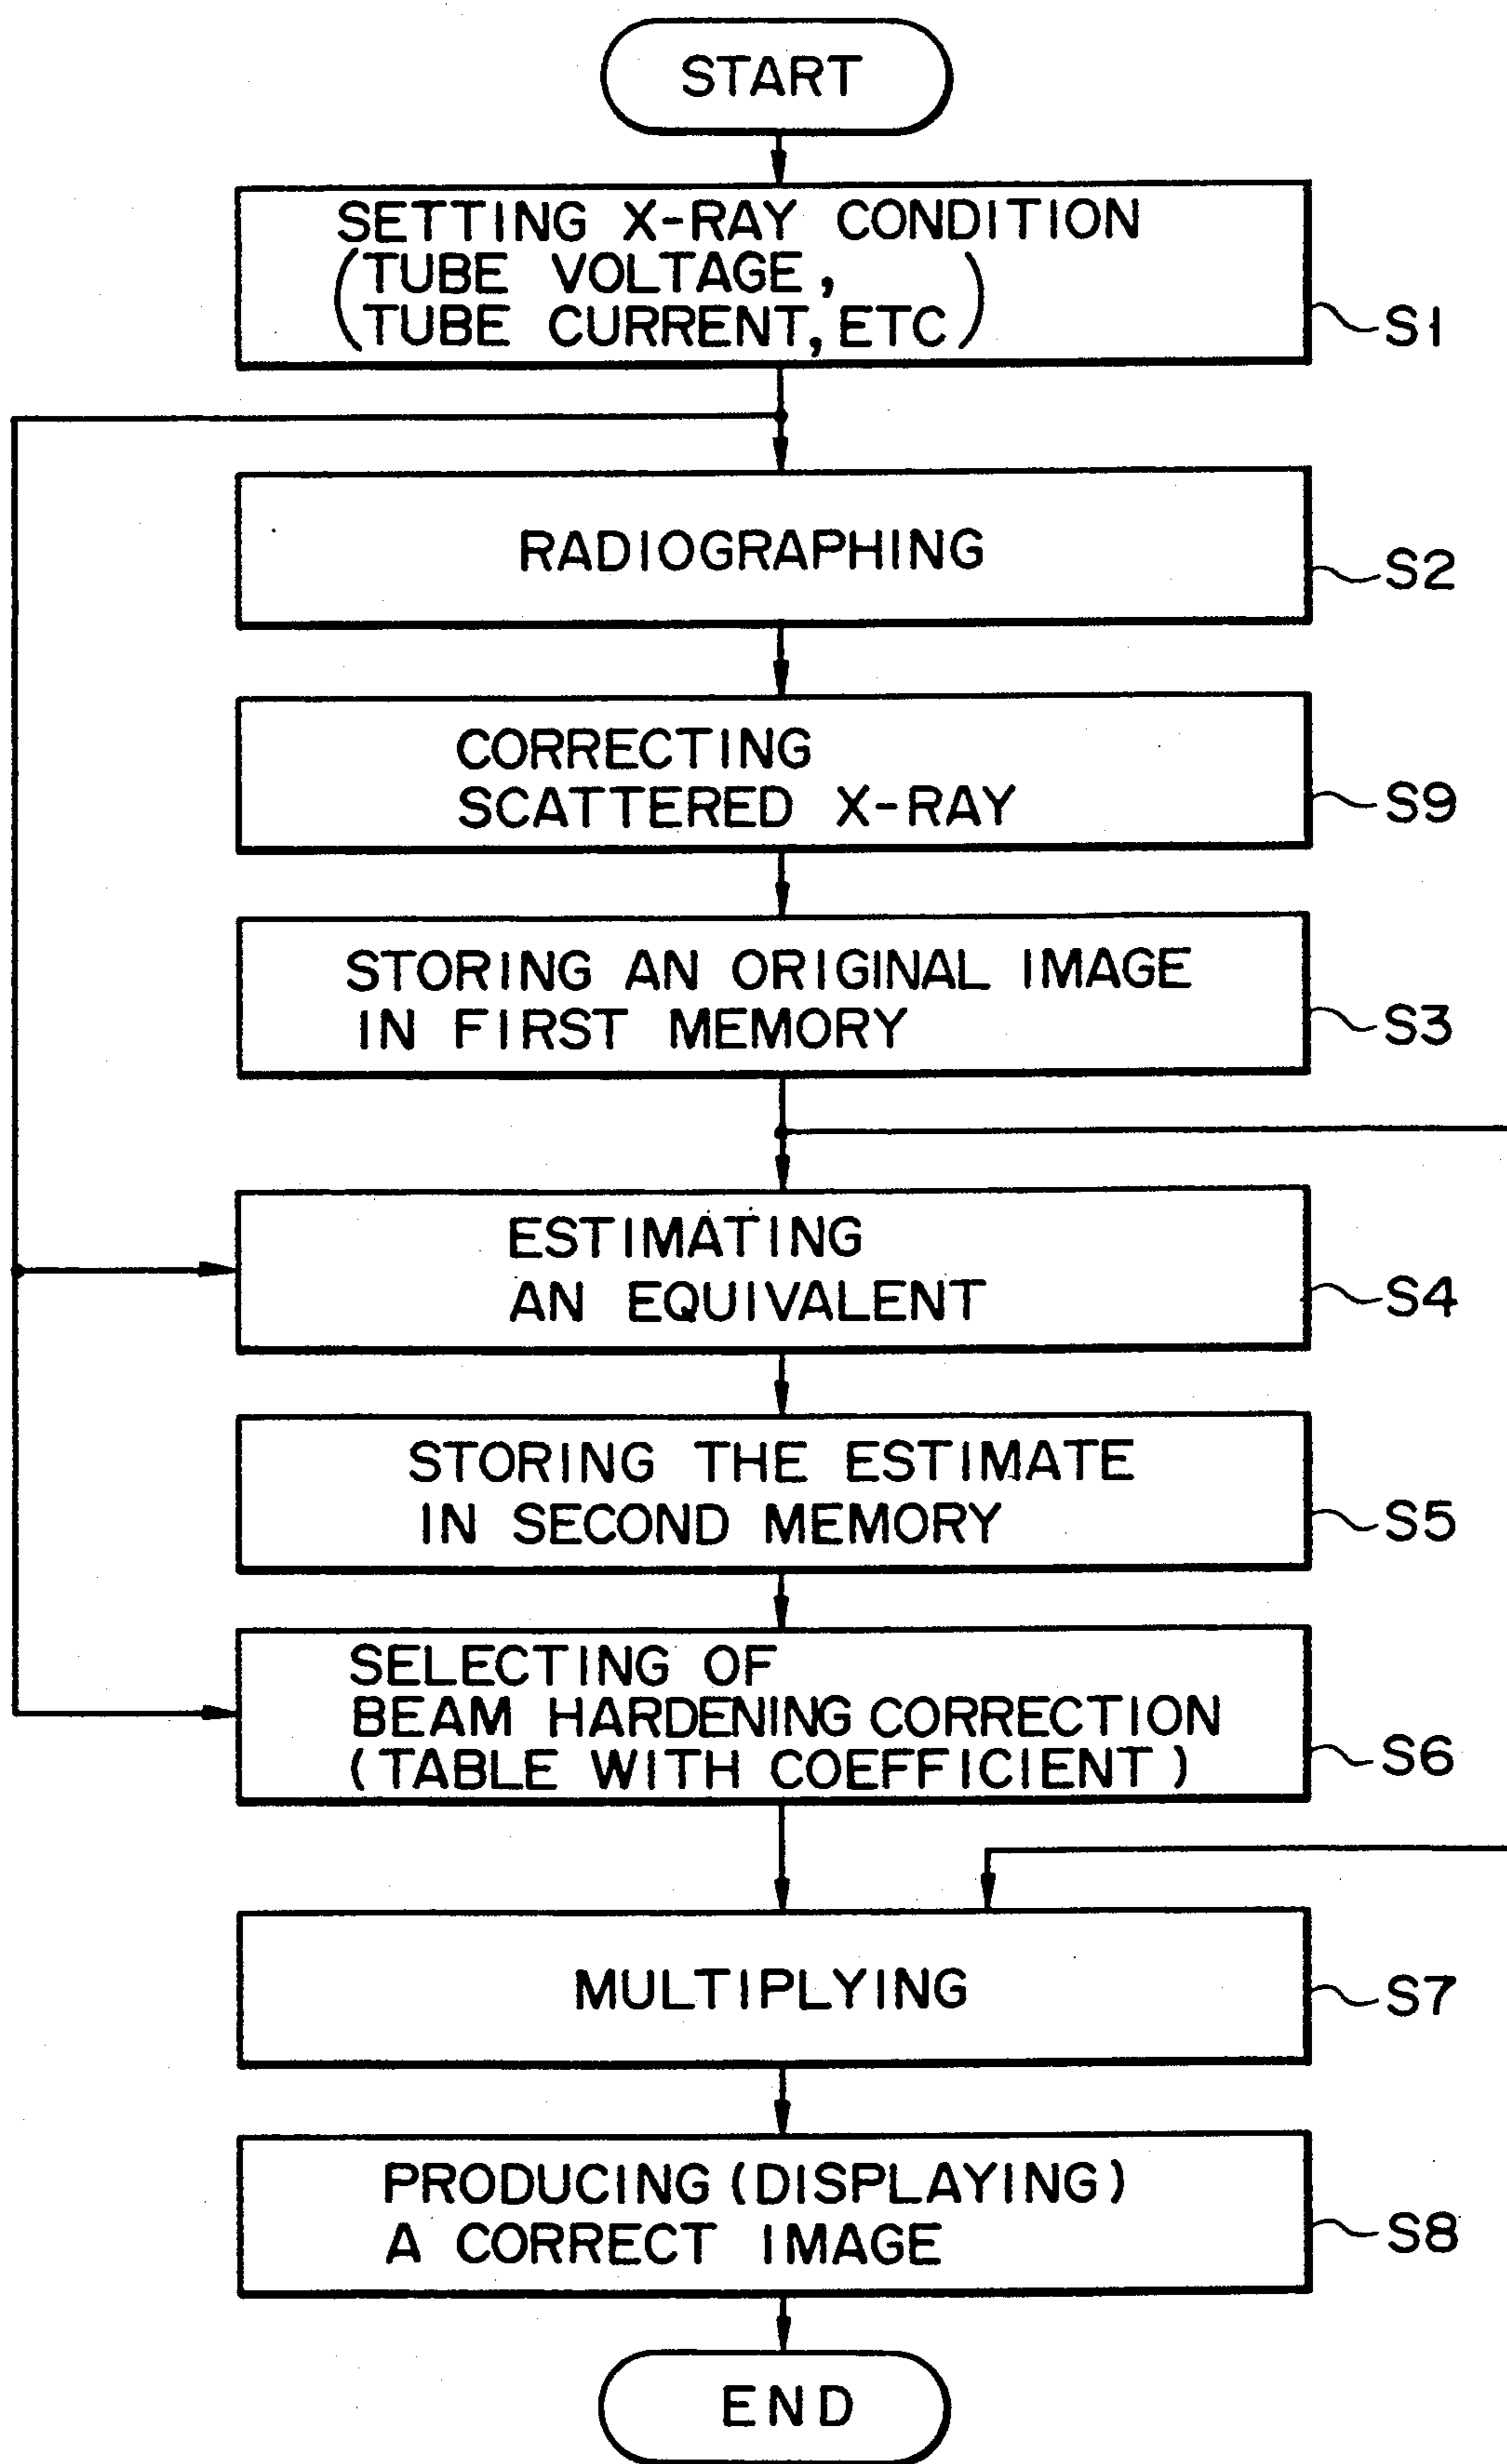 START
SETTING X-RAY CONDITION
(TUBE VOLTAGE,
TUBE CURRENT, ETC)
S1
RADIOGRAPHING
S2
CORRECTING
SCATTERED X-RAY
S9
STORING AN ORIGINAL IMAGE
IN FIRST MEMORY
S3
ESTIMATING
AN EQUIVALENT
S4
STORING THE ESTIMATE
IN SECOND MEMORY
S5
SELECTING OF
BEAM HARDENING CORRECTION
(TABLE WITH COEFFICIENT)
S6
MULTIPLYING
S7
PRODUCING (DISPLAYING)
A CORRECT IMAGE
S8
END